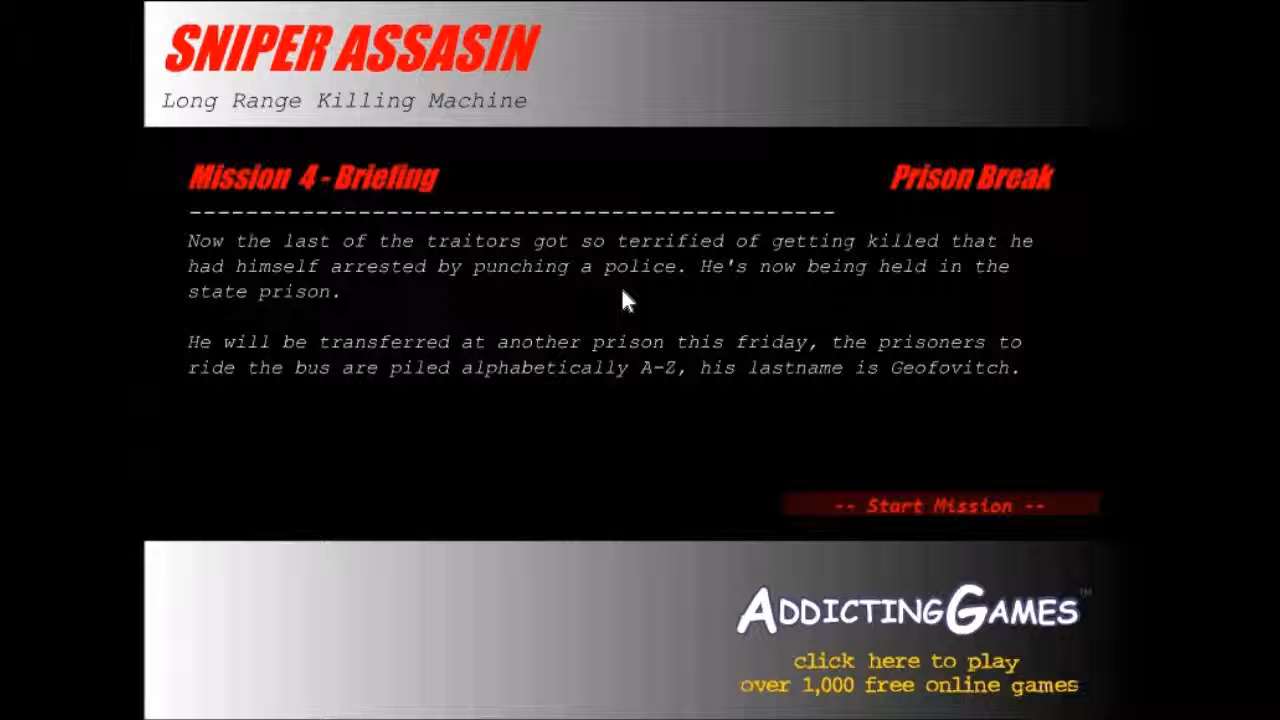 SNIPER ASSASIN
Long Range Killing Machine
Mission 4 - Briefing
Prison Break
----------------------------------------------------------
Now the last of the traitors got so terrified of getting killed that he
had himself arrested by punching a police. He's now being held in the
state prison.
He will be transferred at another prison this friday, the prisoners to
ride the bus are piled alphabetically A-Z, his lastname is Geofovitch.
-- Start Mission --
ADDICTINGGAMES™
click here to play
over 1,000 free online games